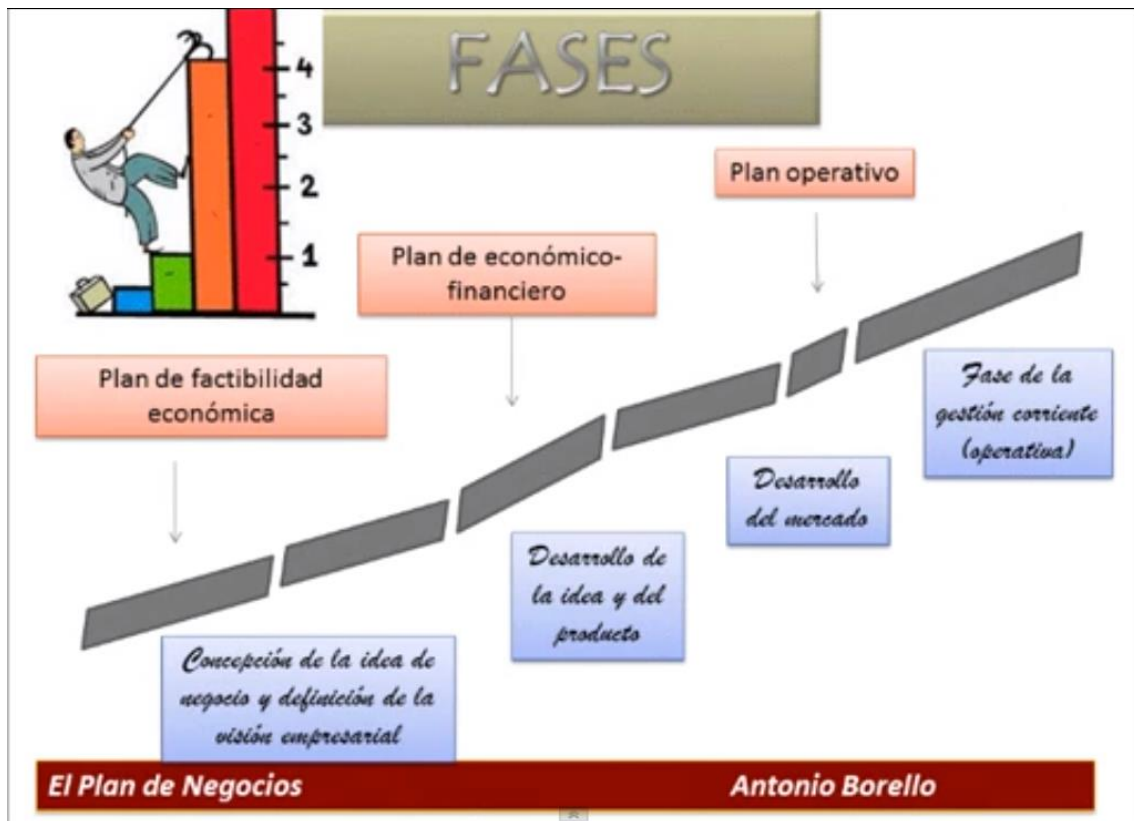 FASES
4
3
2
1
Plan operativo
Plan de económico-
financiero
Plan de factibilidad
económica
Fase de la
gestión corriente
(operativa)
Desarrollo
del mercado
Desarrollo de
la idea y del
producto
Concepción de la idea de
negocio y definición de la
visión empresarial
El Plan de Negocios
Antonio Borello